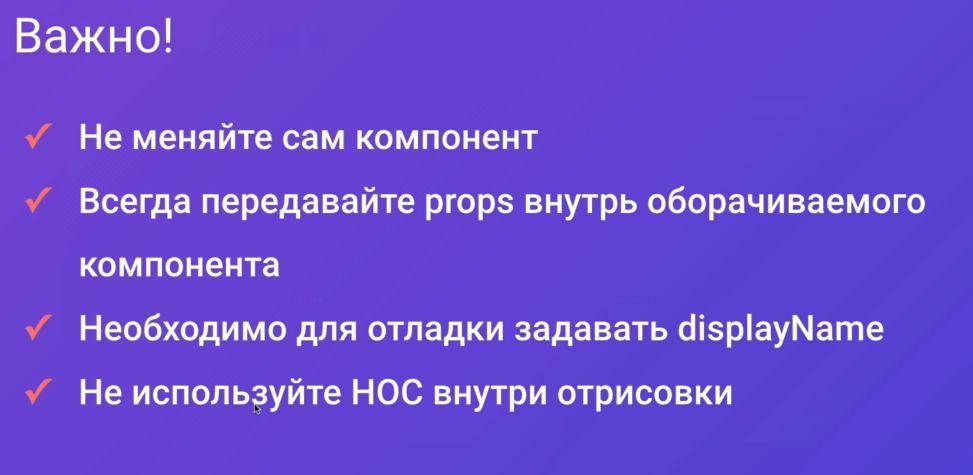 Важно!
Не меняйте сам компонент
Всегда передавайте props внутрь оборачиваемого
компонента
Необходимо для отладки задавать displayName
Не используйте HOC внутри отрисовки